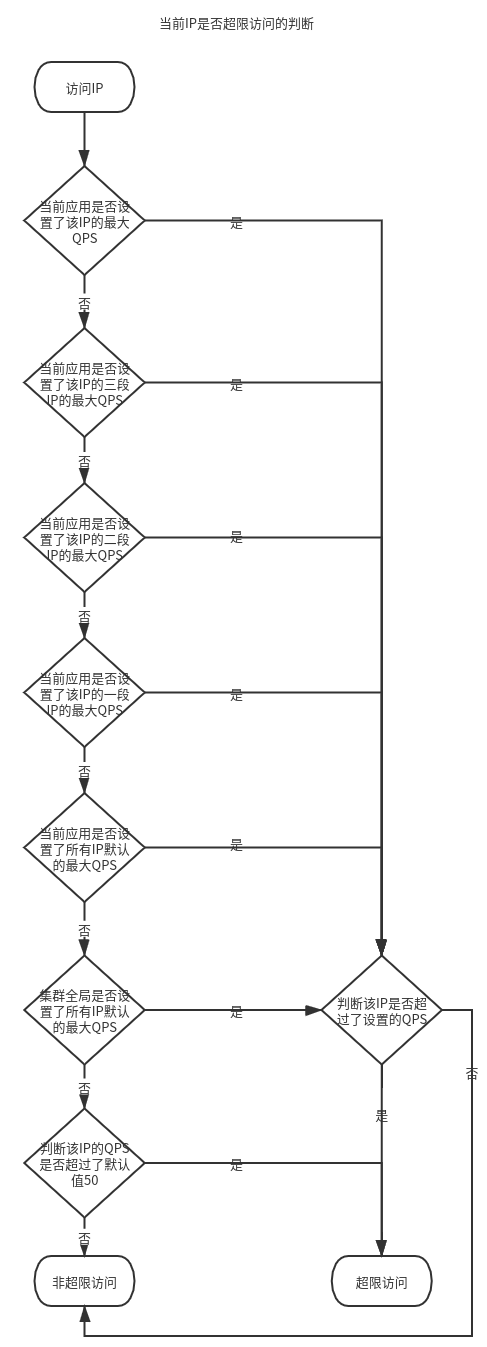 当前IP是否超限访问的判断
访问IP
当前应用是否设
置了该IP的最大
QPS
是
否
当前应用是否设
置了该IP的三段
IP的最大QPS
是
否
当前应用是否设
置了该IP的二段
IP的最大QPS
是
否
当前应用是否设
置了该IP的一段
IP的最大QPS
是
否
当前应用是否设
置了所有IP默认
的最大QPS
是
否
集群全局是否设
置了所有IP默认
的最大QPS
是
判断该IP是否超
过了设置的QPS
否
否
是
判断该IP的QPS
是否超过了默认
值50
是
否
非超限访问
超限访问